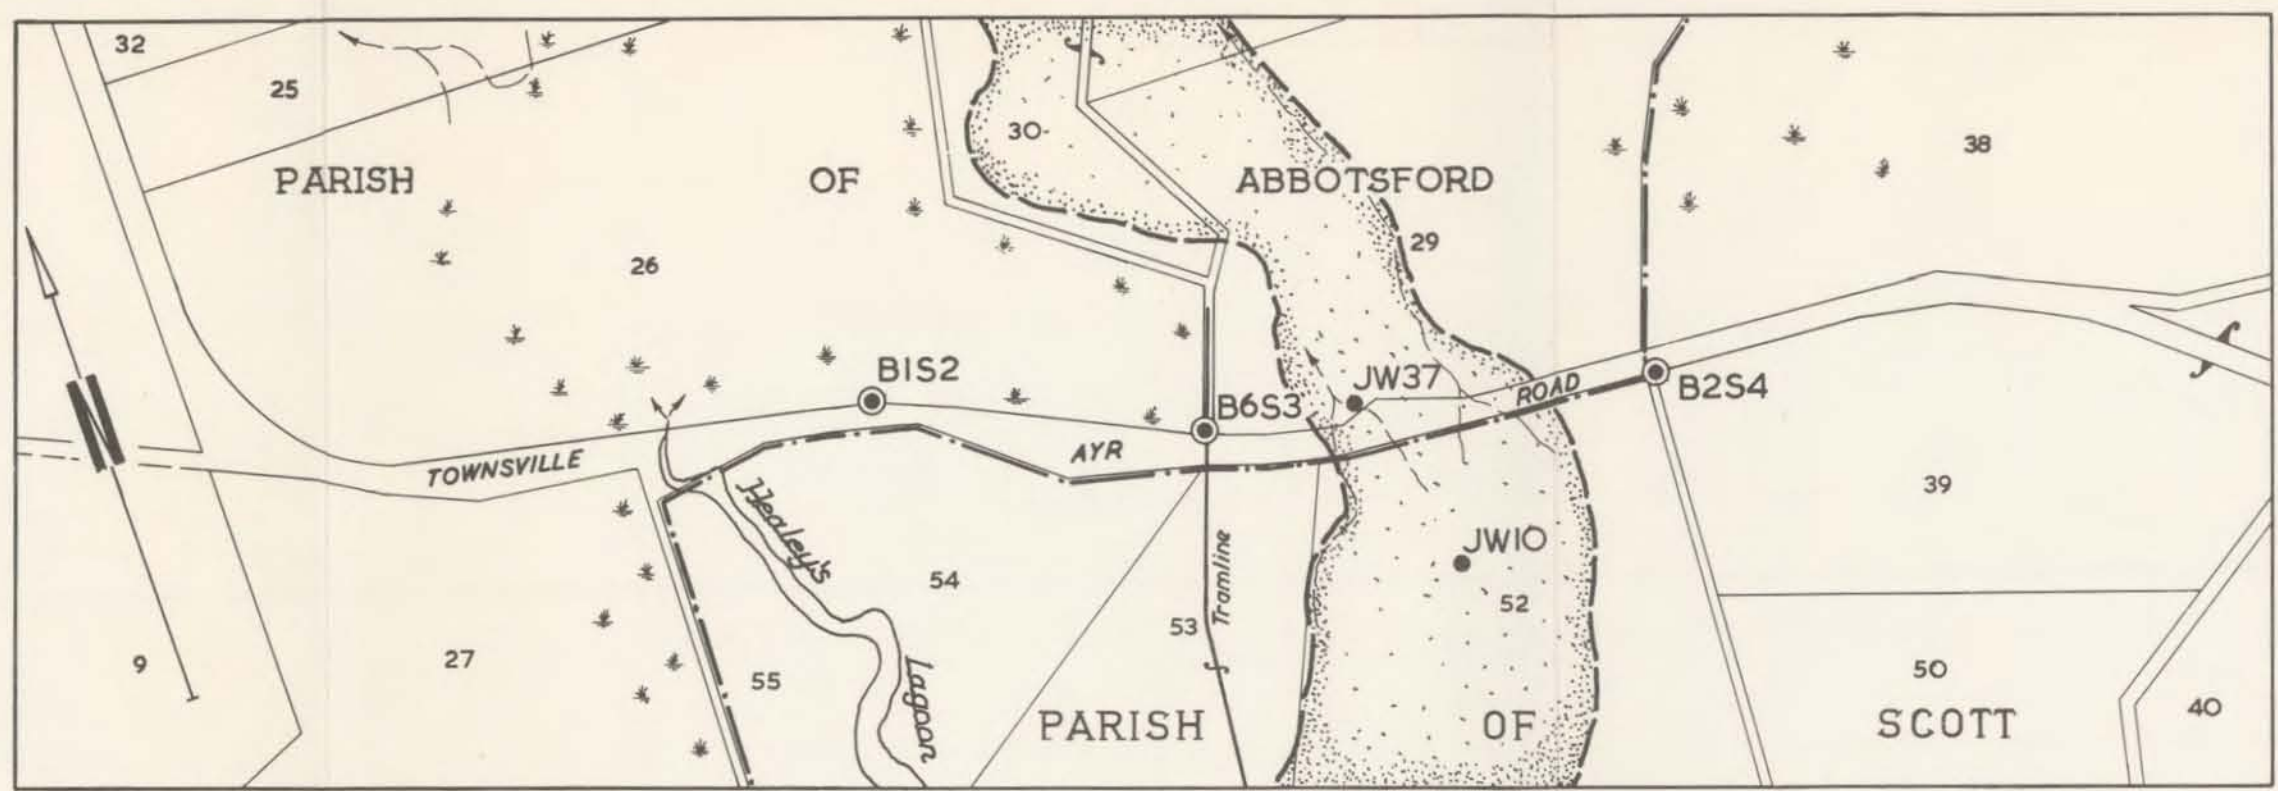 32
25
30
38
PARISH OF ABBOTSFORD
29
26
B1S2
JW37
B6S3
ROAD
B2S4
TOWNSVILLE
AYR
Healey's
Lagoon
39
JW10
54
Tramline
52
53
9
27
55
50
40
PARISH OF SCOTT